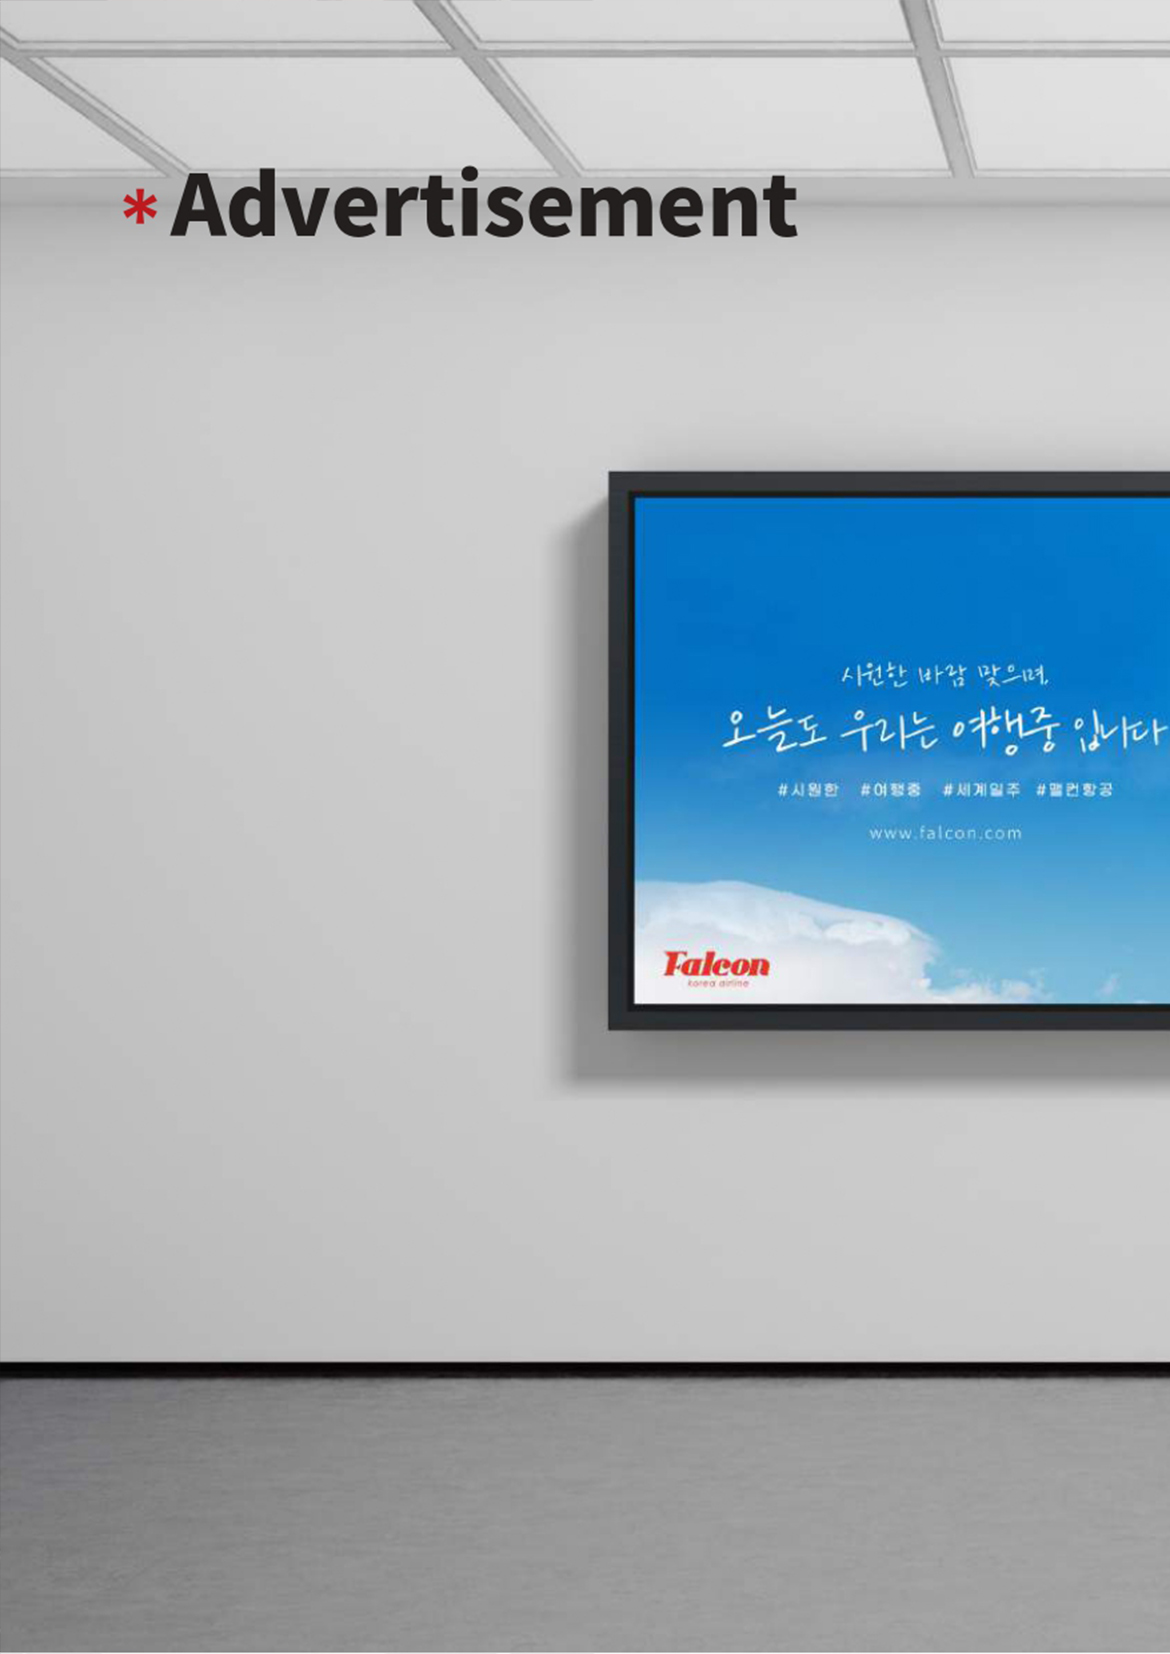 * Advertisement
시원한 바람 맞으며,
오늘도 우리는 여행중 입니다
#시원한 #여행중 #세계일주 #팰컨항공
www.falcon.com
Falcon
korea airline